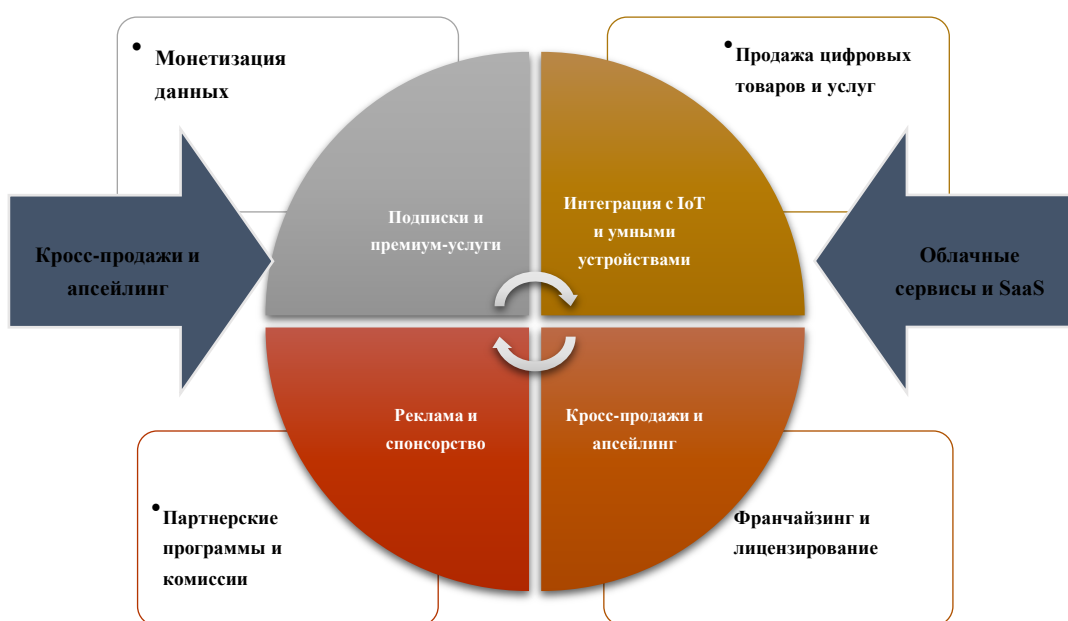 • Монетизация
данных
• Продажа цифровых
товаров и услуг
Подписки и
премиум-услуги
Интеграция с IoT
и умными
устройствами
Кросс-продажи и
апсейлинг
Облачные
сервисы и SaaS
Реклама и
спонсорство
Кросс-продажи и
апсейлинг
• Партнерские
программы и
комиссии
Франчайзинг и
лицензирование